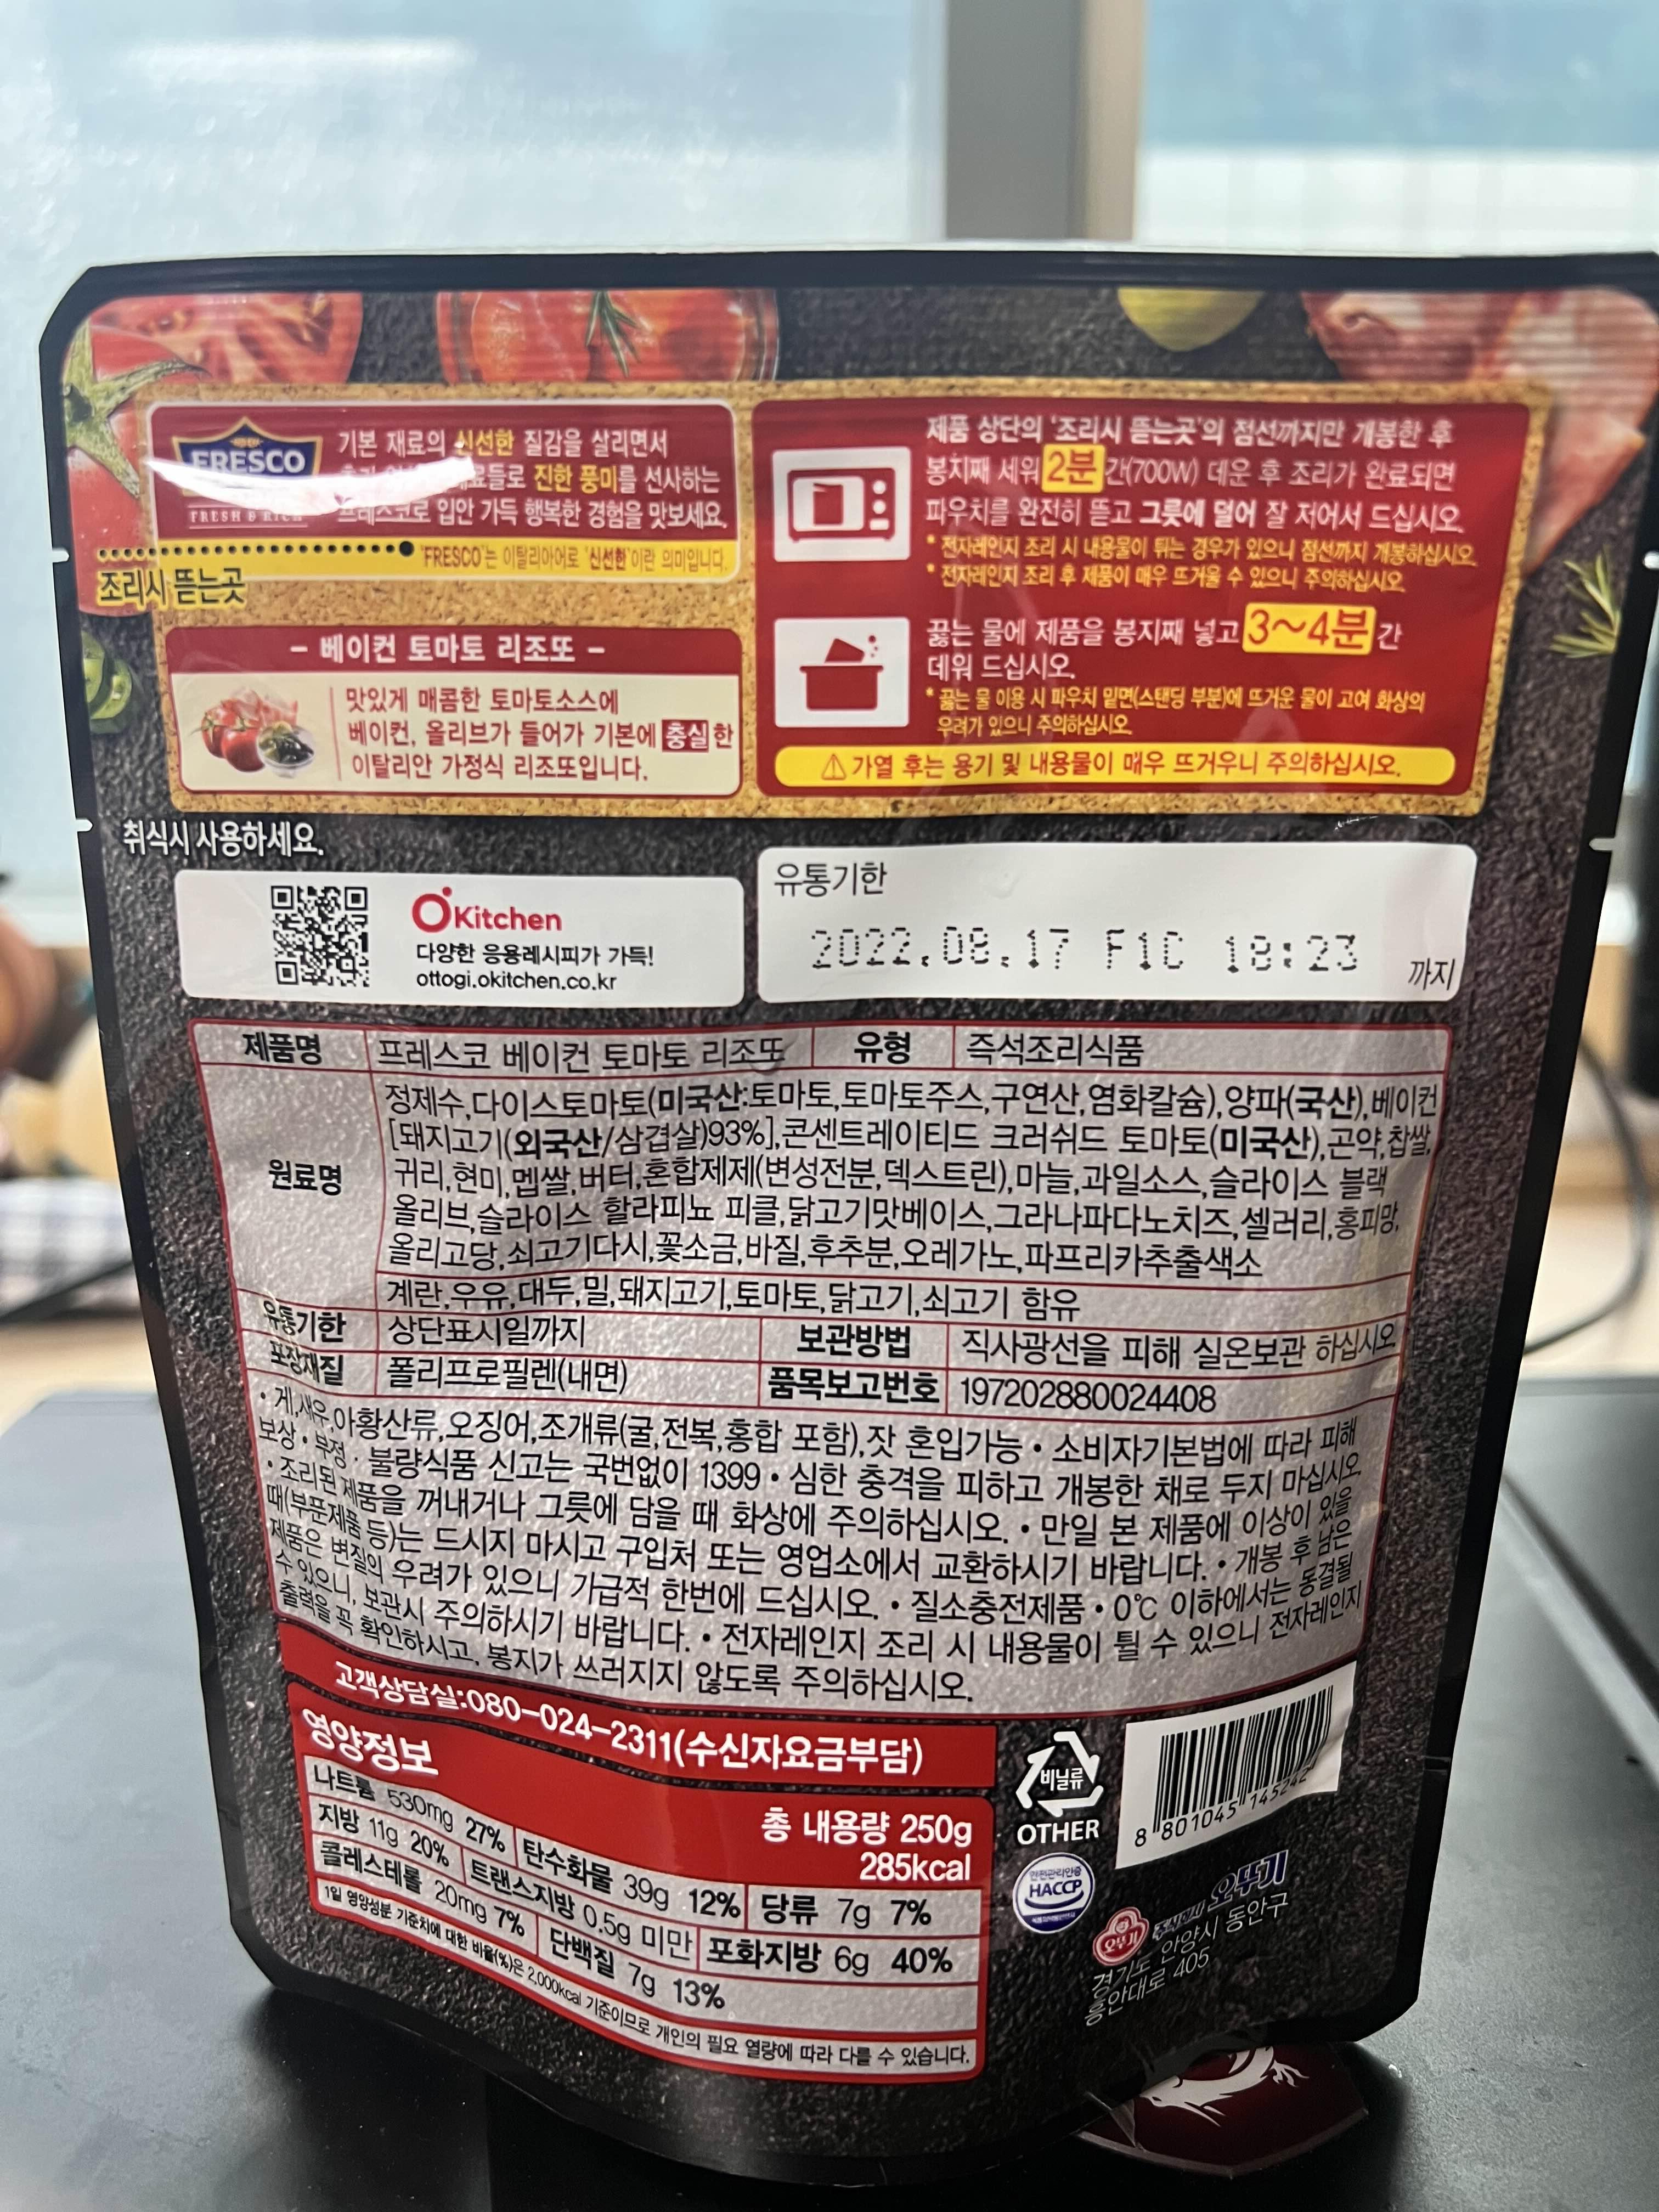 FRESCO
FRESH & RICH
기본 재료의 신선한 질감을 살리면서
료들로 진한 풍미를 선사하는
프레스코로 입안 가득 행복한 경험을 맛보세요.
'FRESCO'는 이탈리아어로 '신선한'이란 의미입니다.
조리시 뜯는곳
- 베이컨 토마토 리조또 -
맛있게 매콤한 토마토소스에
베이컨, 올리브가 들어가 기본에 충실한
이탈리안 가정식 리조또입니다.
제품 상단의 '조리시 뜯는곳'의 점선까지만 개봉한 후
봉지째 세워 2분간(700W) 데운 후 조리가 완료되면
파우치를 완전히 뜯고 그릇에 덜어 잘 저어서 드십시오.
* 전자레인지 조리 시 내용물이 튀는 경우가 있으니 점선까지 개봉하십시오.
* 전자레인지 조리 후 제품이 매우 뜨거울 수 있으니 주의하십시오.
끓는 물에 제품을 봉지째 넣고 3~4분간
데워 드십시오.
* 끓는 물 이용 시 파우치 밑면(스탠딩 부분)에 뜨거운 물이 고여 화상의
우려가 있으니 주의하십시오.
⚠ 가열 후는 용기 및 내용물이 매우 뜨거우니 주의하십시오.
취식시 사용하세요.
OKitchen
다양한 응용레시피가 가득!
ottogi.okitchen.co.kr
유통기한
2022.08.17 F1C 18:23
까지
제품명 프레스코 베이컨 토마토 리조또 유형 즉석조리식품
원료명
정제수,다이스토마토(미국산:토마토,토마토주스,구연산,염화칼슘),양파(국산),베이컨
[돼지고기(외국산/삼겹살)93%],콘센트레이티드 크러쉬드 토마토(미국산),곤약,찹쌀,
귀리,현미,멥쌀,버터,혼합제제(변성전분,덱스트린),마늘,과일소스,슬라이스 블랙
올리브,슬라이스 할라피뇨 피클,닭고기맛베이스,그라나파다노치즈,셀러리,홍피망,
올리고당,쇠고기다시,꽃소금,바질,후추분,오레가노,파프리카추출색소
계란,우유,대두,밀,돼지고기,토마토,닭고기,쇠고기 함유
유통기한 상단표시일까지 보관방법 직사광선을 피해 실온보관 하십시오
포장재질 폴리프로필렌(내면) 품목보고번호 197202880024408
• 게,새우,아황산류,오징어,조개류(굴,전복,홍합 포함),잣 혼입가능 • 소비자기본법에 따라 피해
보상 • 부정 · 불량식품 신고는 국번없이 1399 • 심한 충격을 피하고 개봉한 채로 두지 마십시오.
• 조리된 제품을 꺼내거나 그릇에 담을 때 화상에 주의하십시오. • 만일 본 제품에 이상이 있을
때(부푼제품 등)는 드시지 마시고 구입처 또는 영업소에서 교환하시기 바랍니다. • 개봉 후 남은
제품은 변질의 우려가 있으니 가급적 한번에 드십시오. • 질소충전제품 • 0℃ 이하에서는 동결될
수 있으니, 보관시 주의하시기 바랍니다. • 전자레인지 조리 시 내용물이 튈 수 있으니 전자레인지
출력을 꼭 확인하시고, 봉지가 쓰러지지 않도록 주의하십시오.
고객상담실:080-024-2311(수신자요금부담)
영양정보
총 내용량 250g
285kcal
나트륨 530mg 27% 탄수화물 39g 12% 당류 7g 7%
지방 11g 20% 트랜스지방 0.5g 미만 포화지방 6g 40%
콜레스테롤 20mg 7% 단백질 7g 13%
1일 영양성분 기준치에 대한 비율(%)은 2,000kcal 기준이므로 개인의 필요 열량에 따라 다를 수 있습니다.
비닐류
OTHER
8 801045 145242
안전관리인증
HACCP
오뚜기
주식회사 오뚜기
경기도 안양시 동안구
흥안대로 405